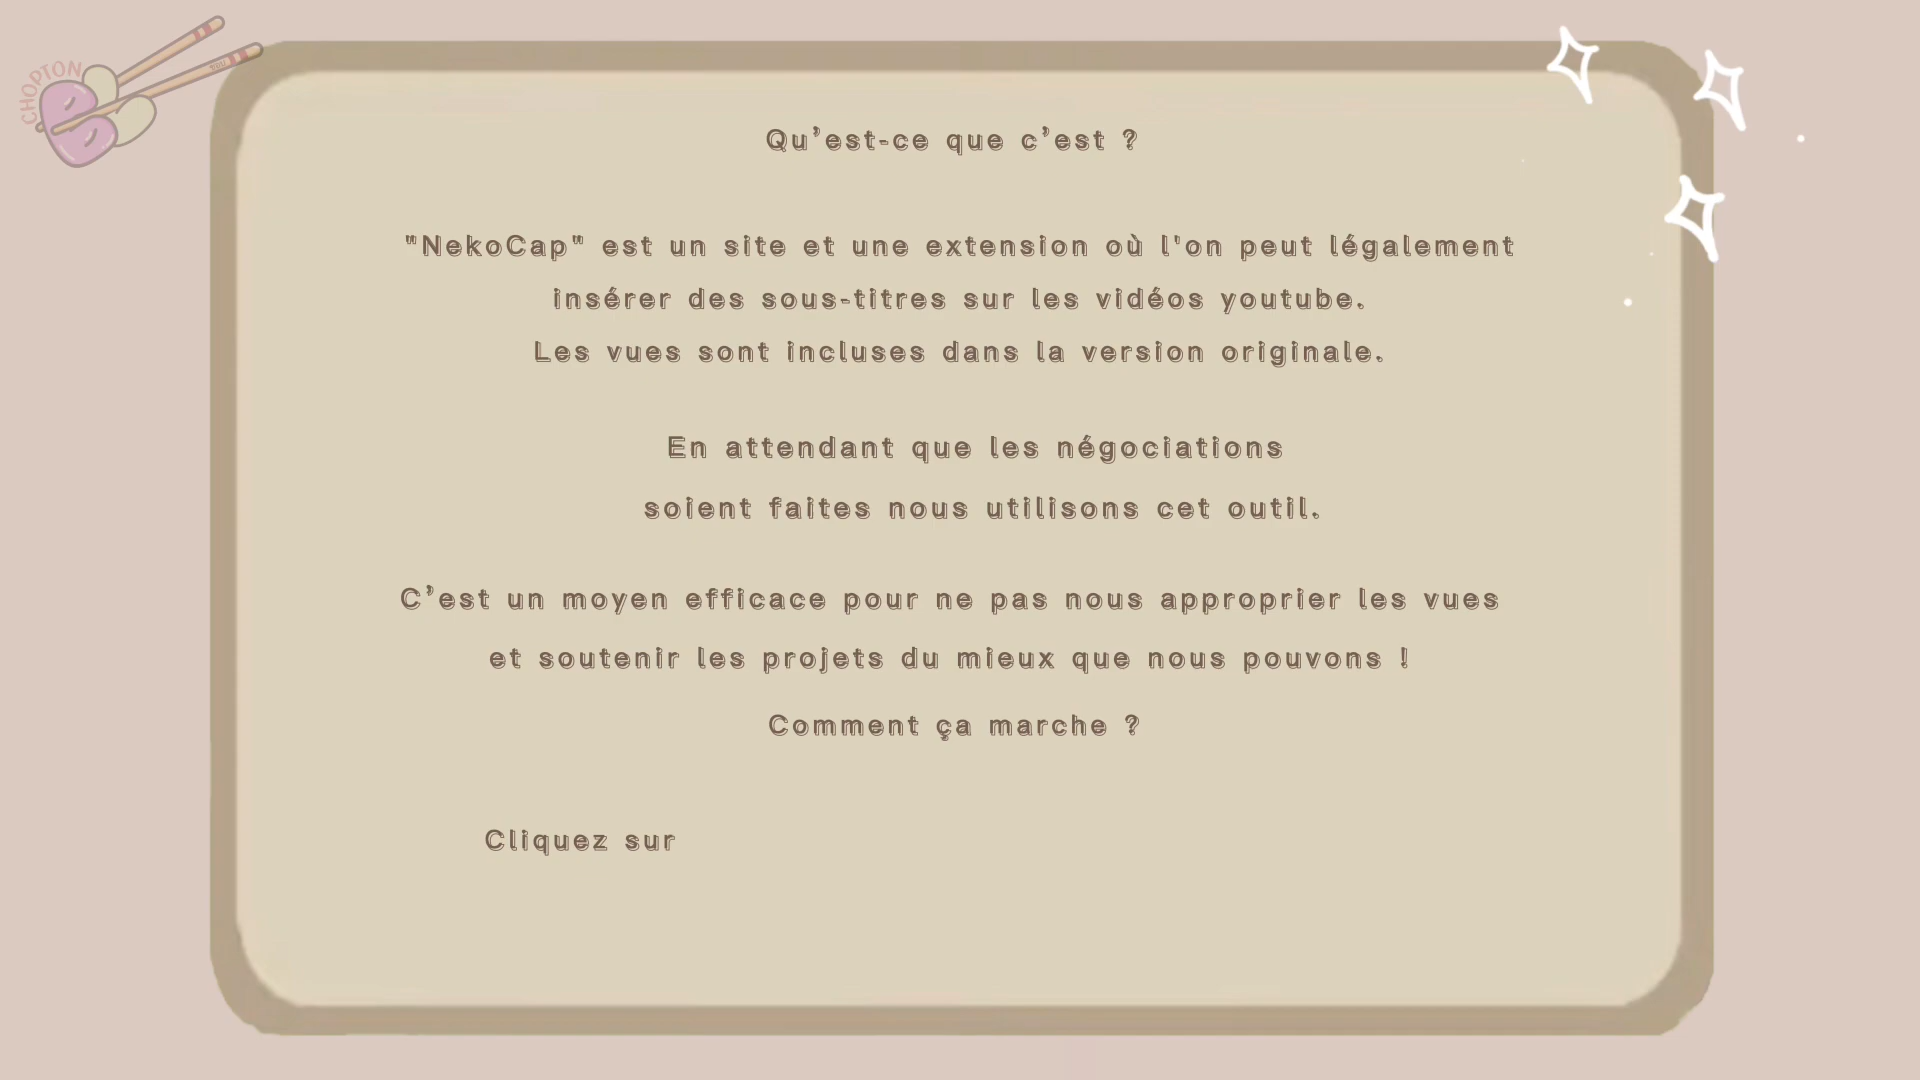 CHOPTON
Qu’est-ce que c’est ?
"NekoCap" est un site et une extension où l'on peut légalement
insérer des sous-titres sur les vidéos youtube.
Les vues sont incluses dans la version originale.
En attendant que les négociations
soient faites nous utilisons cet outil.
C’est un moyen efficace pour ne pas nous approprier les vues
et soutenir les projets du mieux que nous pouvons !
Comment ça marche ?
Cliquez sur